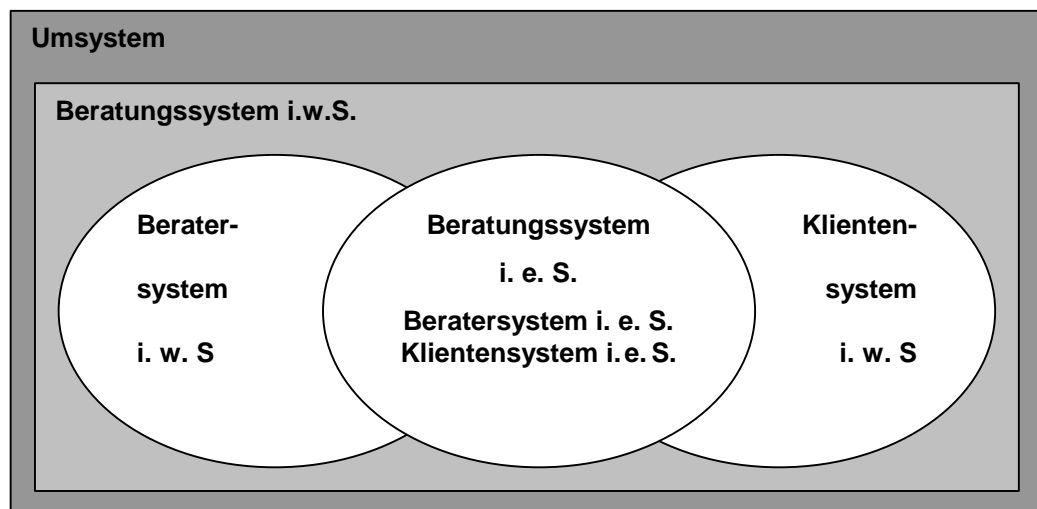 Umsystem
Beratungssystem i.w.S.
Berater-
system
i. w. S
Beratungssystem
i. e. S.
Beratersystem i. e. S.
Klientensystem i. e. S.
Klienten-
system
i. w. S